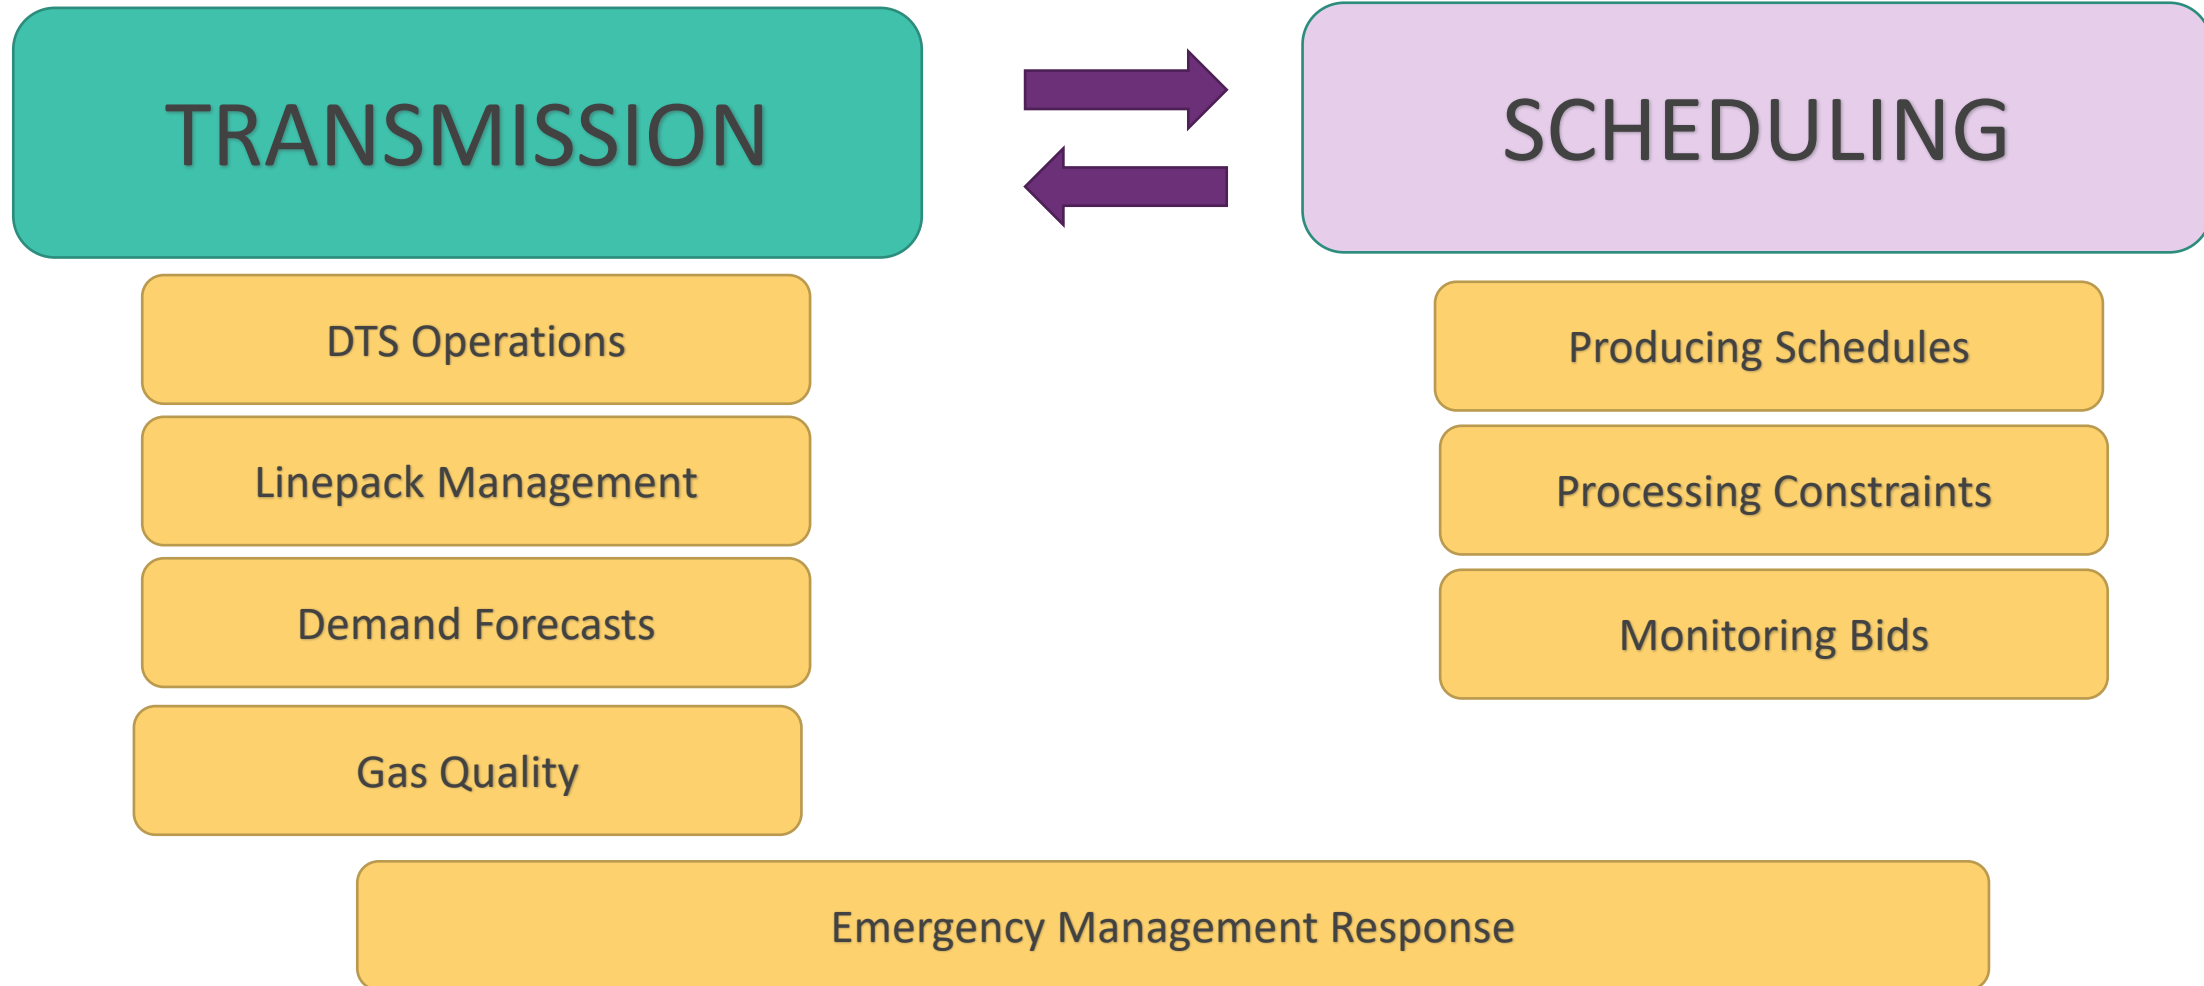 TRANSMISSION
SCHEDULING
DTS Operations
Linepack Management
Demand Forecasts
Gas Quality
Producing Schedules
Processing Constraints
Monitoring Bids
Emergency Management Response